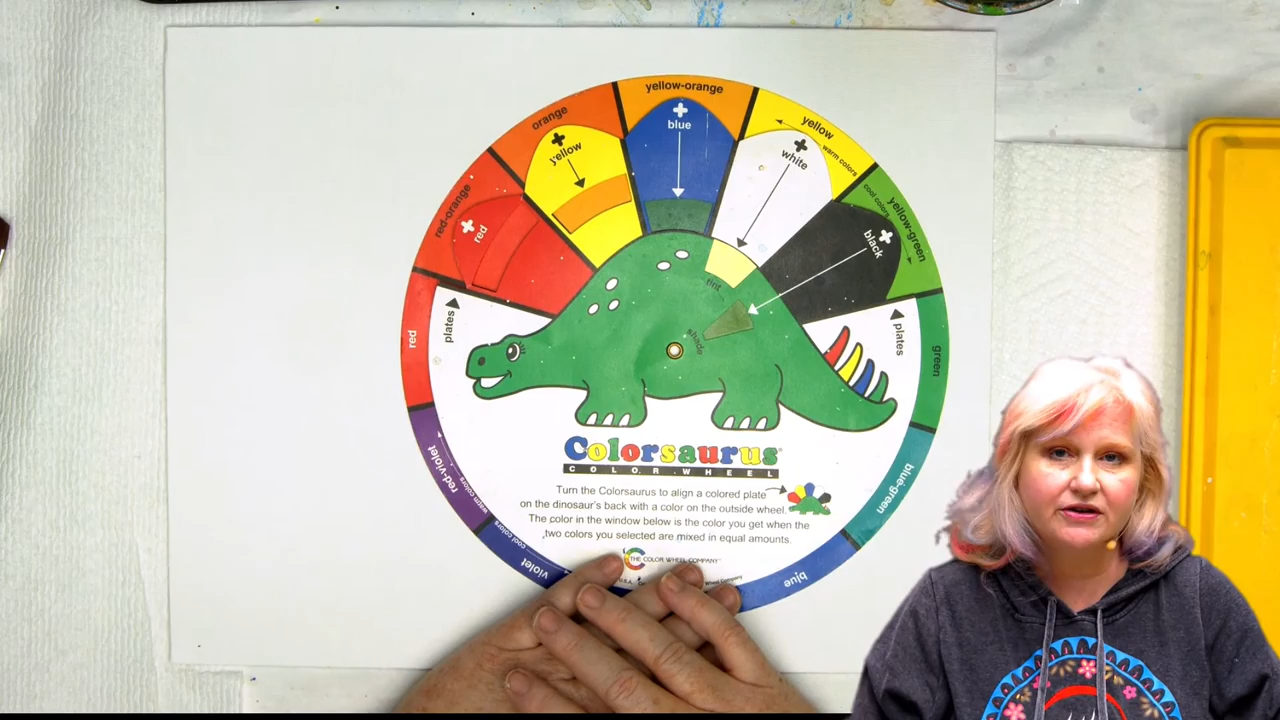 yellow-orange
orange
yellow
warm colors
red-orange
cool colors
yellow-green
red
green
red-violet
warm colors
cool colors
violet
blue
blue-green
+ red
+ yellow
+ blue
+ white
+ black
tint
shade
plates
plates
Colorsaurus
COLOR WHEEL
Turn the Colorsaurus to align a colored plate
on the dinosaur's back with a color on the outside wheel.
The color in the window below is the color you get when the
two colors you selected are mixed in equal amounts.
THE COLOR WHEEL COMPANY
U.S.A.
Wheel Company